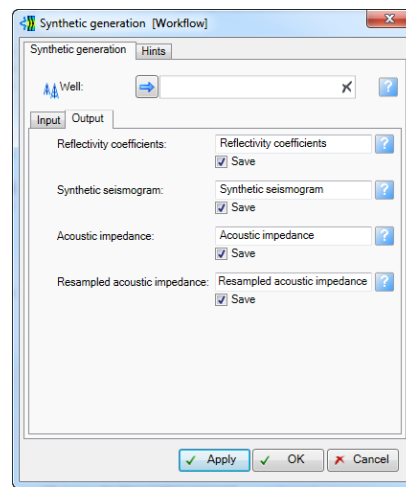 Synthetic generation [Workflow]
Synthetic generation Hints
Well: ?
Input Output
Reflectivity coefficients: Reflectivity coefficients ?
Save
Synthetic seismogram: Synthetic seismogram ?
Save
Acoustic impedance: Acoustic impedance ?
Save
Resampled acoustic impedance: Resampled acoustic impedance ?
Save
Apply OK Cancel